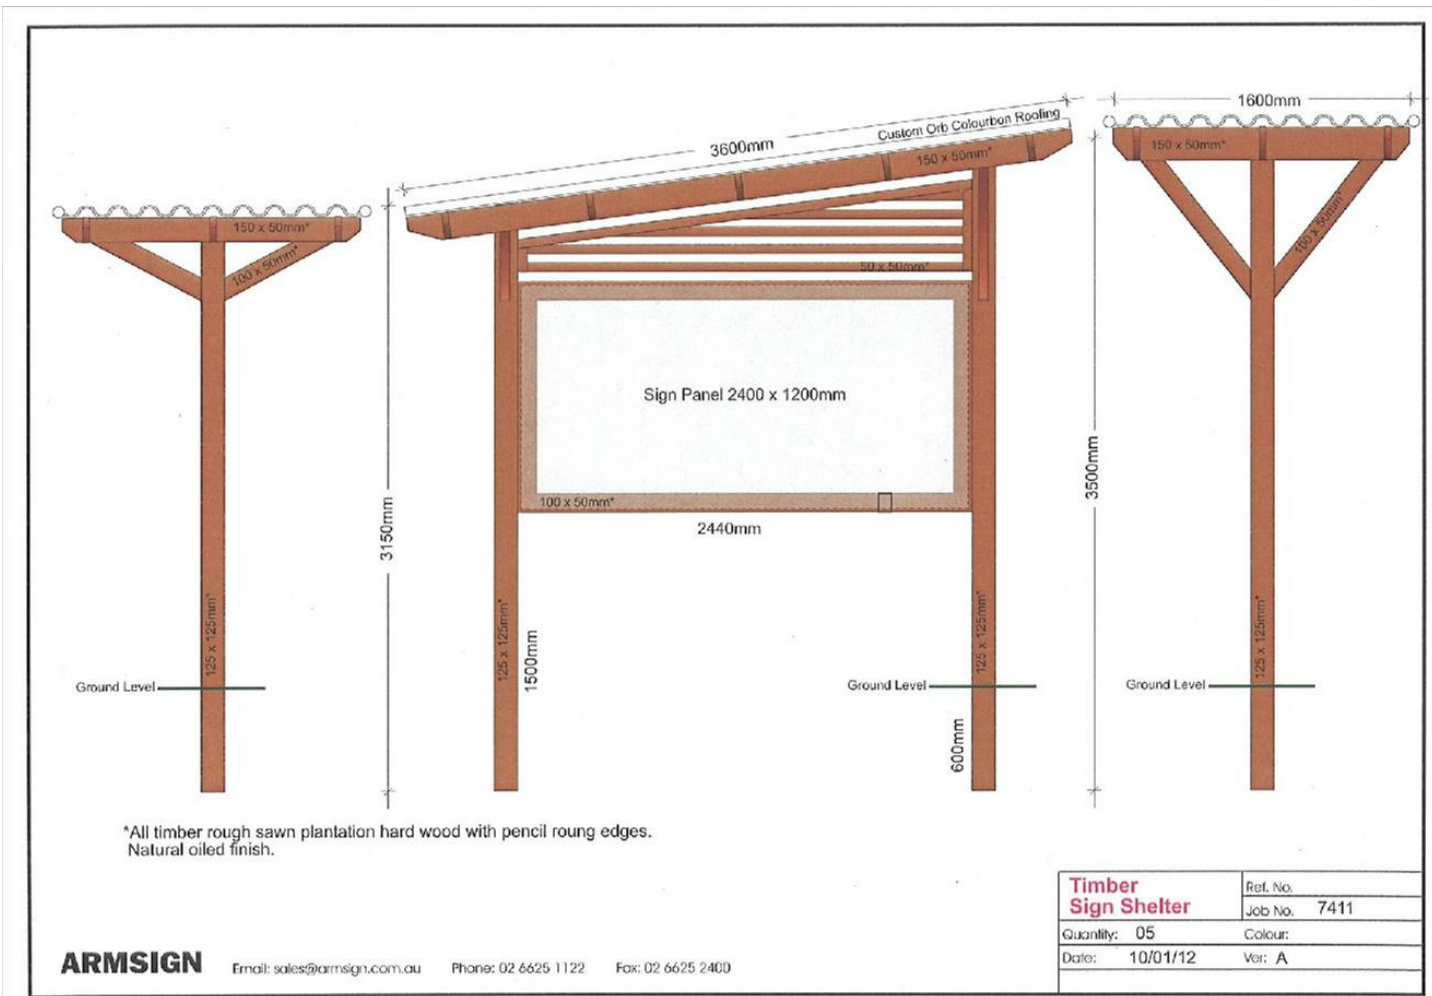 1600mm
Custom Orb Colourbon Roofing
3600mm
150 x 50mm*
150 x 50mm*
150 x 50mm*
100 x 50mm*
100 x 50mm*
50 x 50mm*
Sign Panel 2400 x 1200mm
100 x 50mm*
2440mm
3150mm
3500mm
125 x 125mm*
125 x 125mm*
1500mm
125 x 125mm*
125 x 125mm*
Ground Level
Ground Level
Ground Level
600mm
*All timber rough sawn plantation hard wood with pencil roung edges.
Natural oiled finish.
Timber
Sign Shelter
Ref. No.
Job No. 7411
Quantity: 05
Colour:
Date: 10/01/12
Ver: A
ARMSIGN
Email: sales@armsign.com.au Phone: 02 6625 1122 Fax: 02 6625 2400